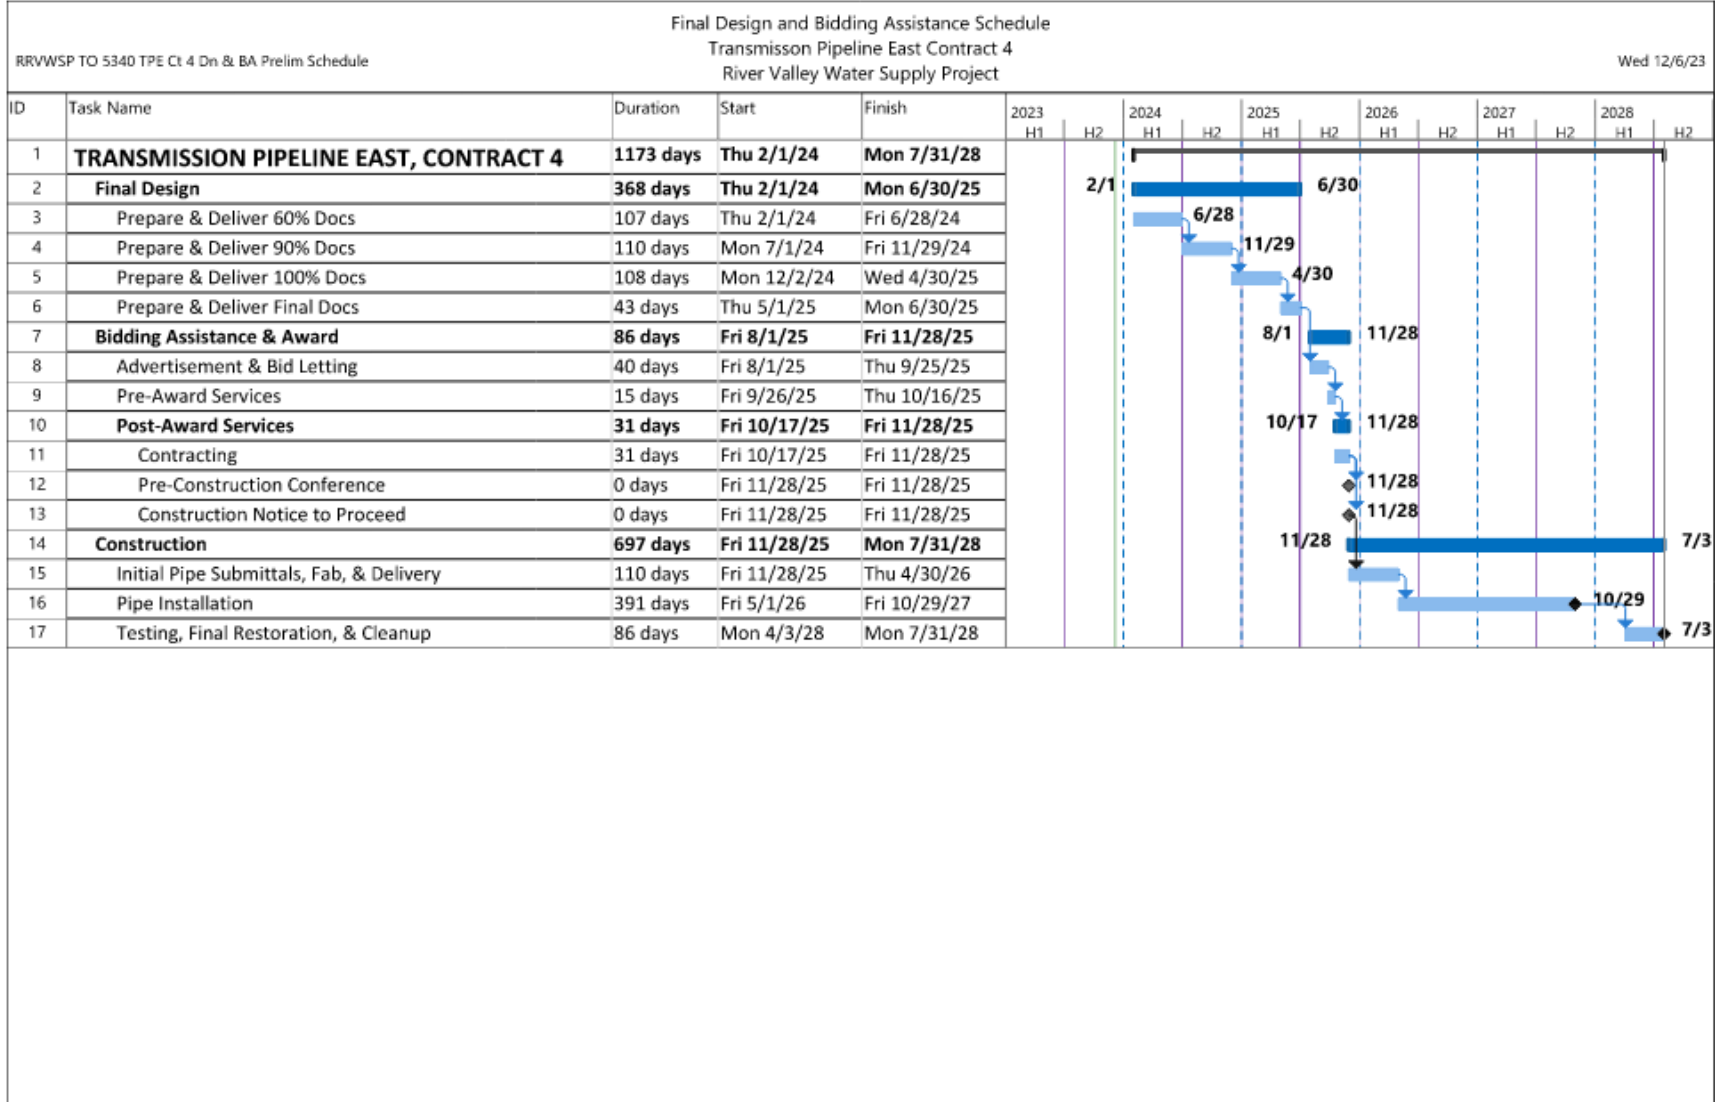 Final Design and Bidding Assistance Schedule
Transmisson Pipeline East Contract 4
River Valley Water Supply Project
RRVWSP TO 5340 TPE Ct 4 Dn & BA Prelim Schedule
Wed 12/6/23
ID Task Name Duration Start Finish 2023 2024 2025 2026 2027 2028
H1 H2 H1 H2 H1 H2 H1 H2 H1 H2 H1 H2
1 TRANSMISSION PIPELINE EAST, CONTRACT 4 1173 days Thu 2/1/24 Mon 7/31/28
2 Final Design 368 days Thu 2/1/24 Mon 6/30/25 2/1 6/30
3 Prepare & Deliver 60% Docs 107 days Thu 2/1/24 Fri 6/28/24 6/28
4 Prepare & Deliver 90% Docs 110 days Mon 7/1/24 Fri 11/29/24 11/29
5 Prepare & Deliver 100% Docs 108 days Mon 12/2/24 Wed 4/30/25 4/30
6 Prepare & Deliver Final Docs 43 days Thu 5/1/25 Mon 6/30/25
7 Bidding Assistance & Award 86 days Fri 8/1/25 Fri 11/28/25 8/1 11/28
8 Advertisement & Bid Letting 40 days Fri 8/1/25 Thu 9/25/25
9 Pre-Award Services 15 days Fri 9/26/25 Thu 10/16/25
10 Post-Award Services 31 days Fri 10/17/25 Fri 11/28/25 10/17 11/28
11 Contracting 31 days Fri 10/17/25 Fri 11/28/25
12 Pre-Construction Conference 0 days Fri 11/28/25 Fri 11/28/25 11/28
13 Construction Notice to Proceed 0 days Fri 11/28/25 Fri 11/28/25 11/28
14 Construction 697 days Fri 11/28/25 Mon 7/31/28 11/28 7/3
15 Initial Pipe Submittals, Fab, & Delivery 110 days Fri 11/28/25 Thu 4/30/26
16 Pipe Installation 391 days Fri 5/1/26 Fri 10/29/27 10/29
17 Testing, Final Restoration, & Cleanup 86 days Mon 4/3/28 Mon 7/31/28 7/3